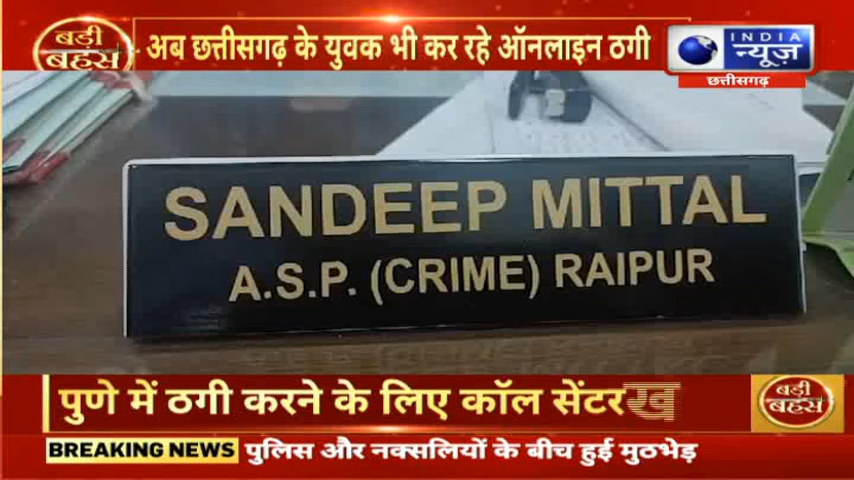 बड़ी बहस
अब छत्तीसगढ़ के युवक भी कर रहे ऑनलाइन ठगी
INDIA
न्यूज़
छत्तीसगढ़
SANDEEP MITTAL
A.S.P. (CRIME) RAIPUR
पुणे में ठगी करने के लिए कॉल सेंटर
बड़ी बहस
BREAKING NEWS पुलिस और नक्सलियों के बीच हुई मुठभेड़